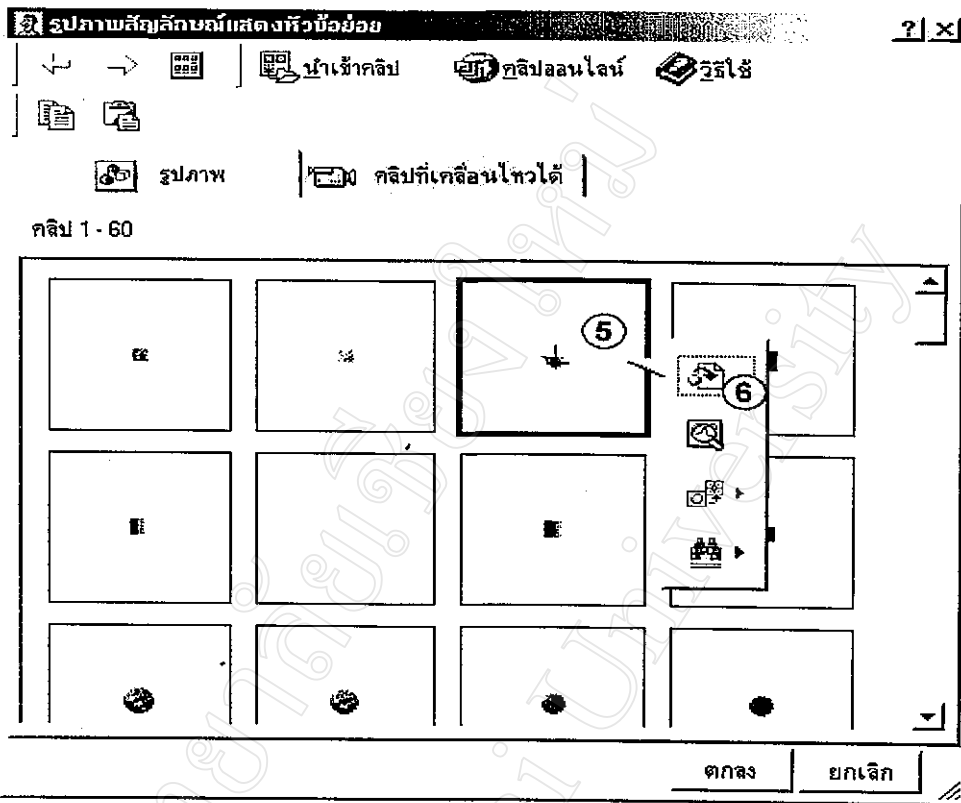 รูปภาพสัญลักษณ์แสดงหัวข้อย่อย
นำเข้าคลิป คลิปออนไลน์ วิธีใช้
รูปภาพ คลิปที่เคลื่อนไหวได้
คลิป 1 - 60
5
6
ตกลง ยกเลิก
University